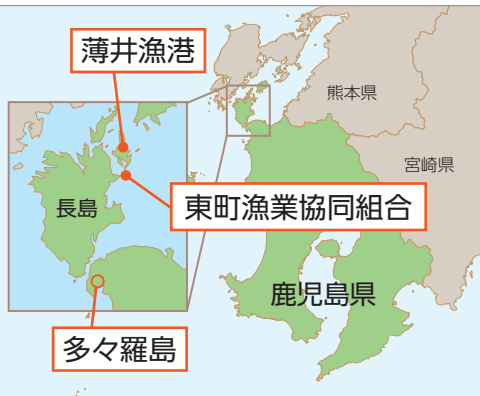 薄井漁港
熊本県
宮崎県
長島
東町漁業協同組合
鹿児島県
多々羅島